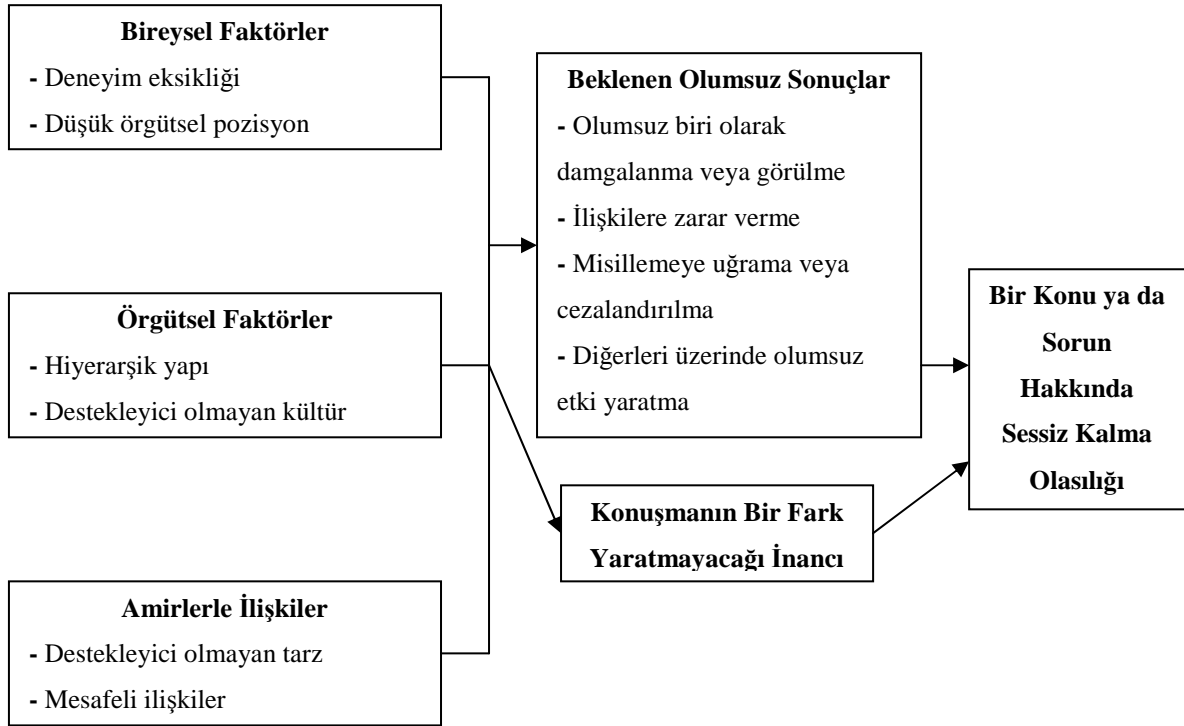 Bireysel Faktörler
- Deneyim eksikliği
- Düşük örgütsel pozisyon
Örgütsel Faktörler
- Hiyerarşik yapı
- Destekleyici olmayan kültür
Amirlerle İlişkiler
- Destekleyici olmayan tarz
- Mesafeli ilişkiler
Beklenen Olumsuz Sonuçlar
- Olumsuz biri olarak
damgalanma veya görülme
- İlişkilere zarar verme
- Misillemeye uğrama veya
cezalandırılma
- Diğerleri üzerinde olumsuz
etki yaratma
Konuşmanın Bir Fark
Yaratmayacağı İnancı
Bir Konu ya da
Sorun
Hakkında
Sessiz Kalma
Olasılığı